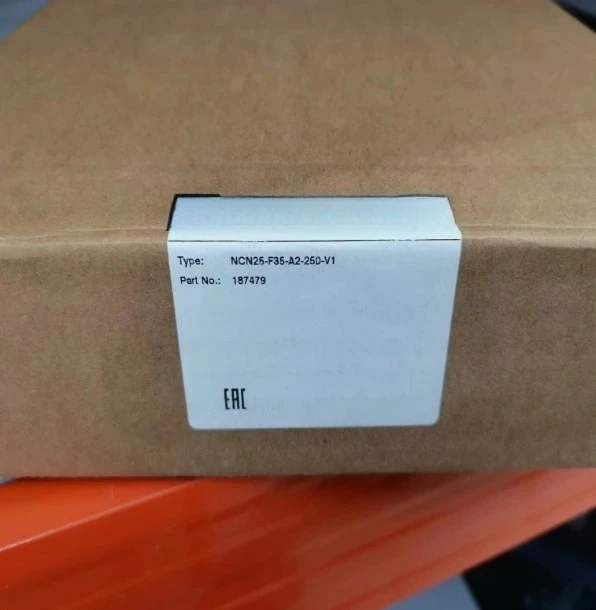 Type: NCN25-F35-A2-250-V1
Part No.: 187479
EAC